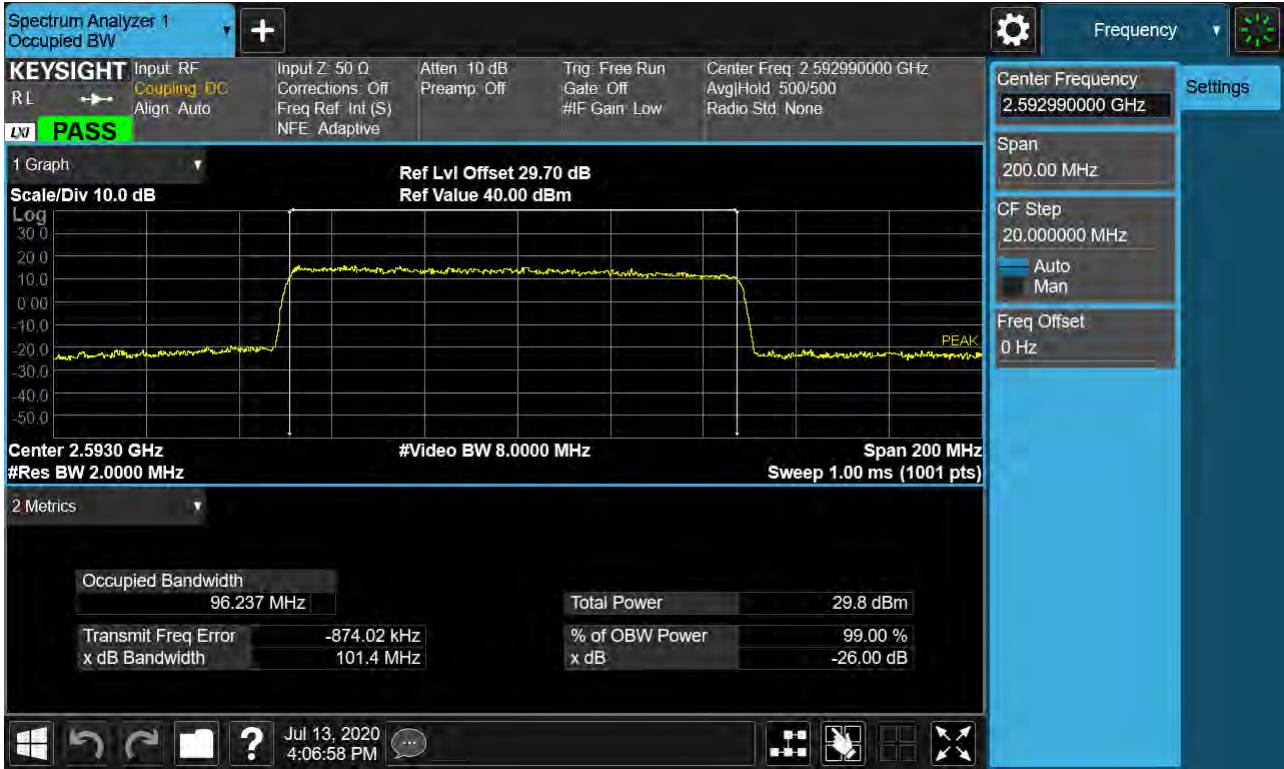 Spectrum Analyzer 1
Occupied BW
+
Frequency
KEYSIGHT
RL
LXI PASS
Input: RF
Coupling: DC
Align: Auto
Input Z: 50 Ω
Corrections: Off
Freq Ref: Int (S)
NFE: Adaptive
Atten: 10 dB
Preamp: Off
Trig: Free Run
Gate: Off
#IF Gain: Low
Center Freq: 2.592990000 GHz
Avg|Hold: 500/500
Radio Std: None
Center Frequency
2.592990000 GHz
Settings
Span
200.00 MHz
CF Step
20.000000 MHz
Auto
Man
Freq Offset
0 Hz
1 Graph
Scale/Div 10.0 dB
Ref Lvl Offset 29.70 dB
Ref Value 40.00 dBm
Log
30.0
20.0
10.0
0.00
-10.0
-20.0
-30.0
-40.0
-50.0
PEAK
Center 2.5930 GHz
#Video BW 8.0000 MHz
Span 200 MHz
#Res BW 2.0000 MHz
Sweep 1.00 ms (1001 pts)
2 Metrics
Occupied Bandwidth
96.237 MHz
Total Power 29.8 dBm
Transmit Freq Error -874.02 kHz
% of OBW Power 99.00 %
x dB Bandwidth 101.4 MHz
x dB -26.00 dB
?
Jul 13, 2020
4:06:58 PM